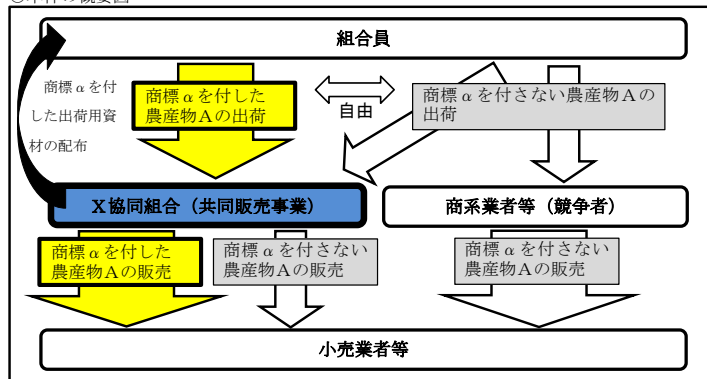 組合員
商標αを付
した出荷用資
材の配布
商標αを付した
農産物Aの出荷
自由
商標αを付さない農産物Aの
出荷
X協同組合（共同販売事業）
商系業者等（競争者）
商標αを付した
農産物Aの販売
商標αを付さない
農産物Aの販売
商標αを付さない
農産物Aの販売
小売業者等